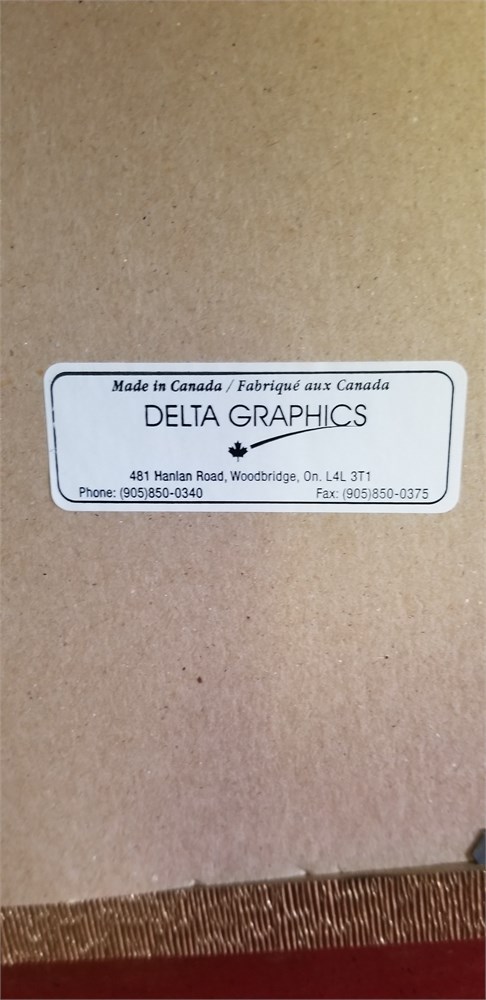 Made in Canada / Fabriqué aux Canada
DELTA GRAPHICS
481 Hanlan Road, Woodbridge, On. L4L 3T1
Phone: (905)850-0340 Fax: (905)850-0375